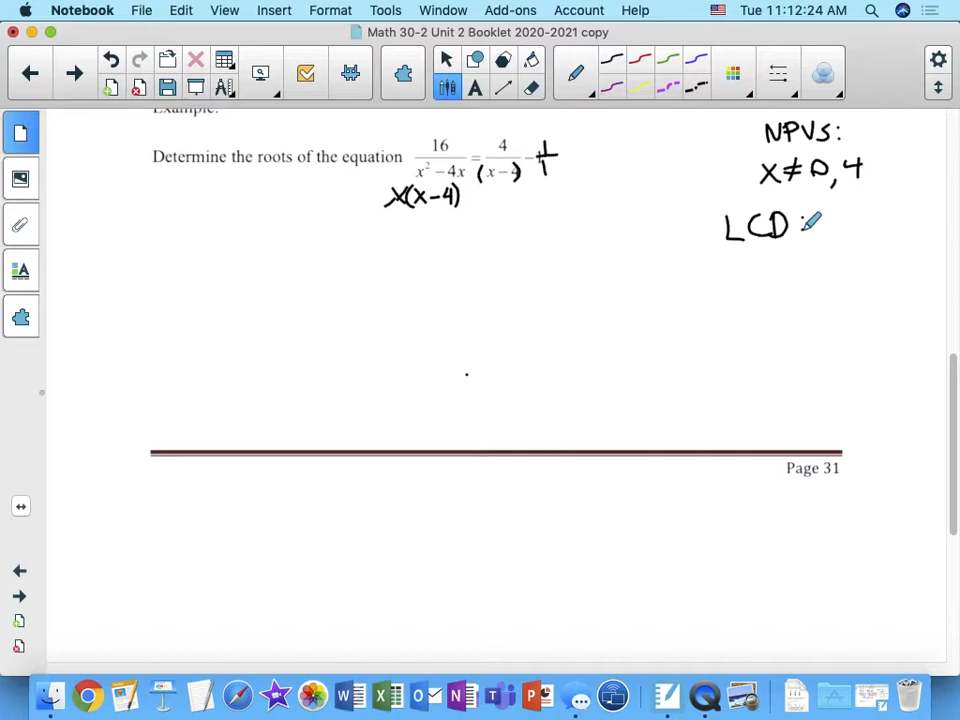 Notebook File Edit View Insert Format Tools Window Add-ons Account Help Tue 11:12:24 AM
Math 30-2 Unit 2 Booklet 2020-2021 copy
Example:
NPVs:
Determine the roots of the equation 16/(x² – 4x) = 4/(x – 4) – 1/1
x ≠ 0, 4
x(x-4)
LCD :
Page 31